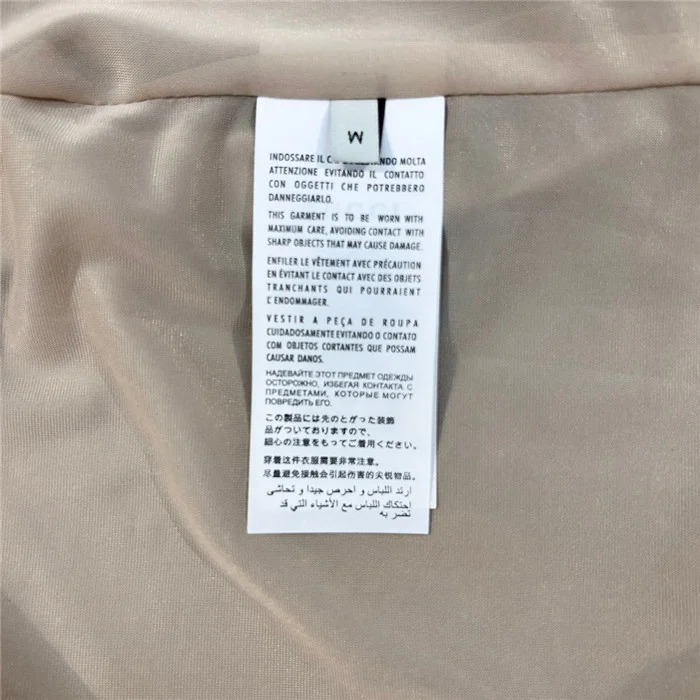 M
INDOSSARE IL C MOLTA
ATTENZIONE EVITANDO IL CONTATTO
CON OGGETTI CHE POTREBBERO
DANNEGGIARLO.
THIS GARMENT IS TO BE WORN WITH
MAXIMUM CARE, AVOIDING CONTACT WITH
SHARP OBJECTS THAT MAY CAUSE DAMAGE.
ENFILER LE VÊTEMENT AVEC PRÉCAUTION
EN ÉVITANT LE CONTACT AVEC DES OBJETS
TRANCHANTS QUI POURRAIENT
L'ENDOMMAGER.
VESTIR A PEÇA DE ROUPA
CUIDADOSAMENTE EVITANDO O CONTATO
COM OBJETOS CORTANTES QUE POSSAM
CAUSAR DANOS.
НАДЕВАЙТЕ ЭТОТ ПРЕДМЕТ ОДЕЖДЫ
ОСТОРОЖНО, ИЗБЕГАЯ КОНТАКТА С
ПРЕДМЕТАМИ, КОТОРЫЕ МОГУТ
ПОВРЕДИТЬ ЕГО.
この製品には先のとがった装飾
品がついておりますので、
細心の注意をもってご着用ください。
穿着这件衣服需要非常注意。
尽量避免接触会引起伤害的尖锐物品。
ارتد اللباس و احرص جيدا و تحاشى
إحتكاك اللباس مع الأشياء التي قد
تضر به